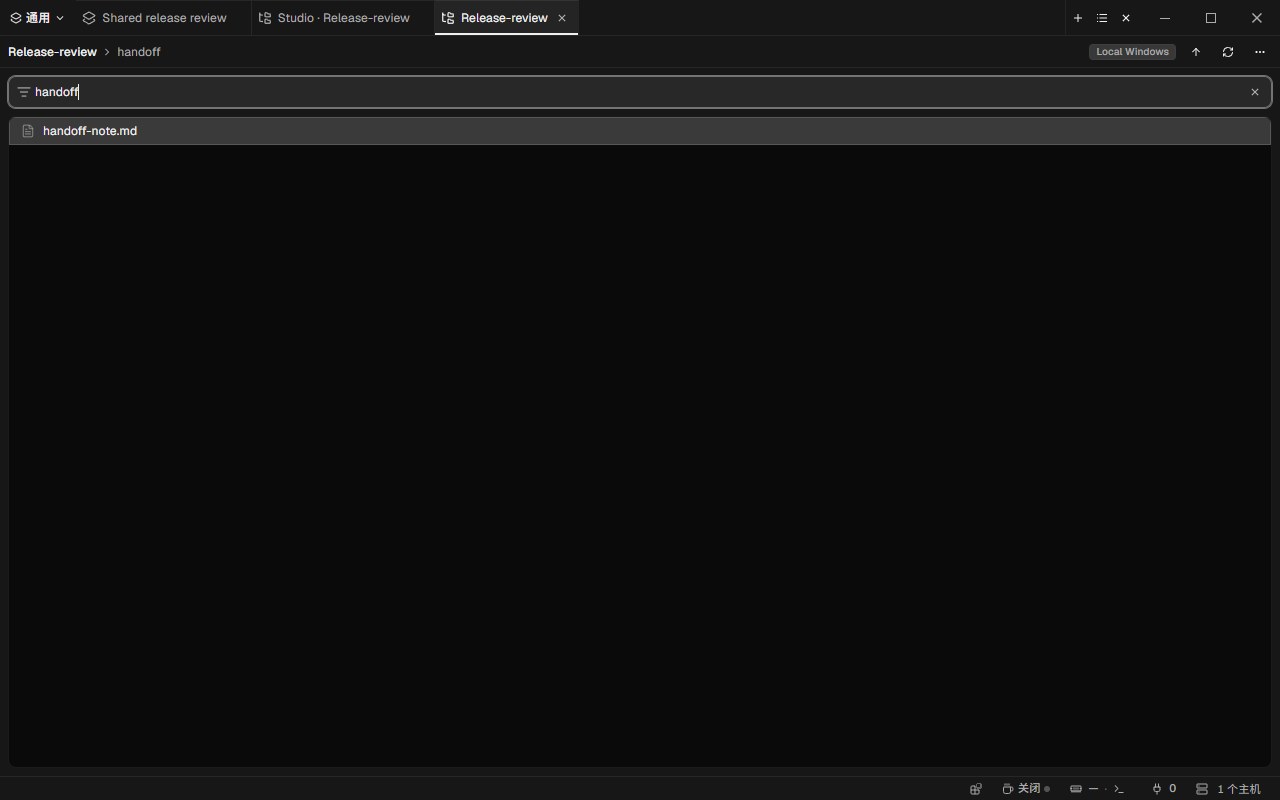 通用
Shared release review
Studio · Release-review
Release-review
Release-review > handoff
Local Windows
handoff
handoff-note.md
关闭
— ·
0
1 个主机